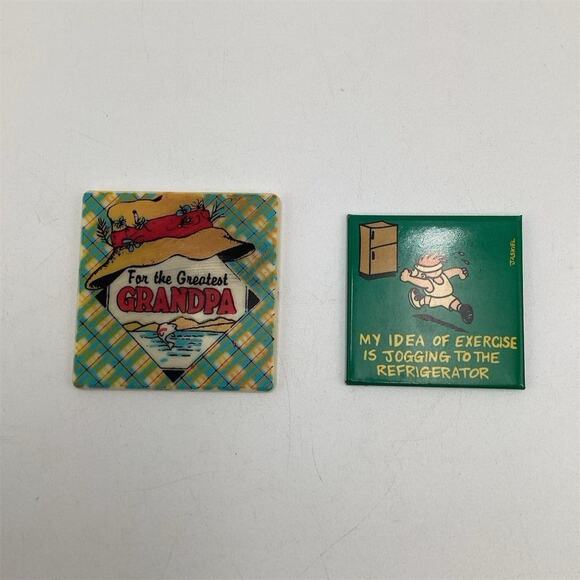 For the Greatest
GRANDPA
MY IDEA OF EXERCISE
IS JOGGING TO THE
REFRIGERATOR